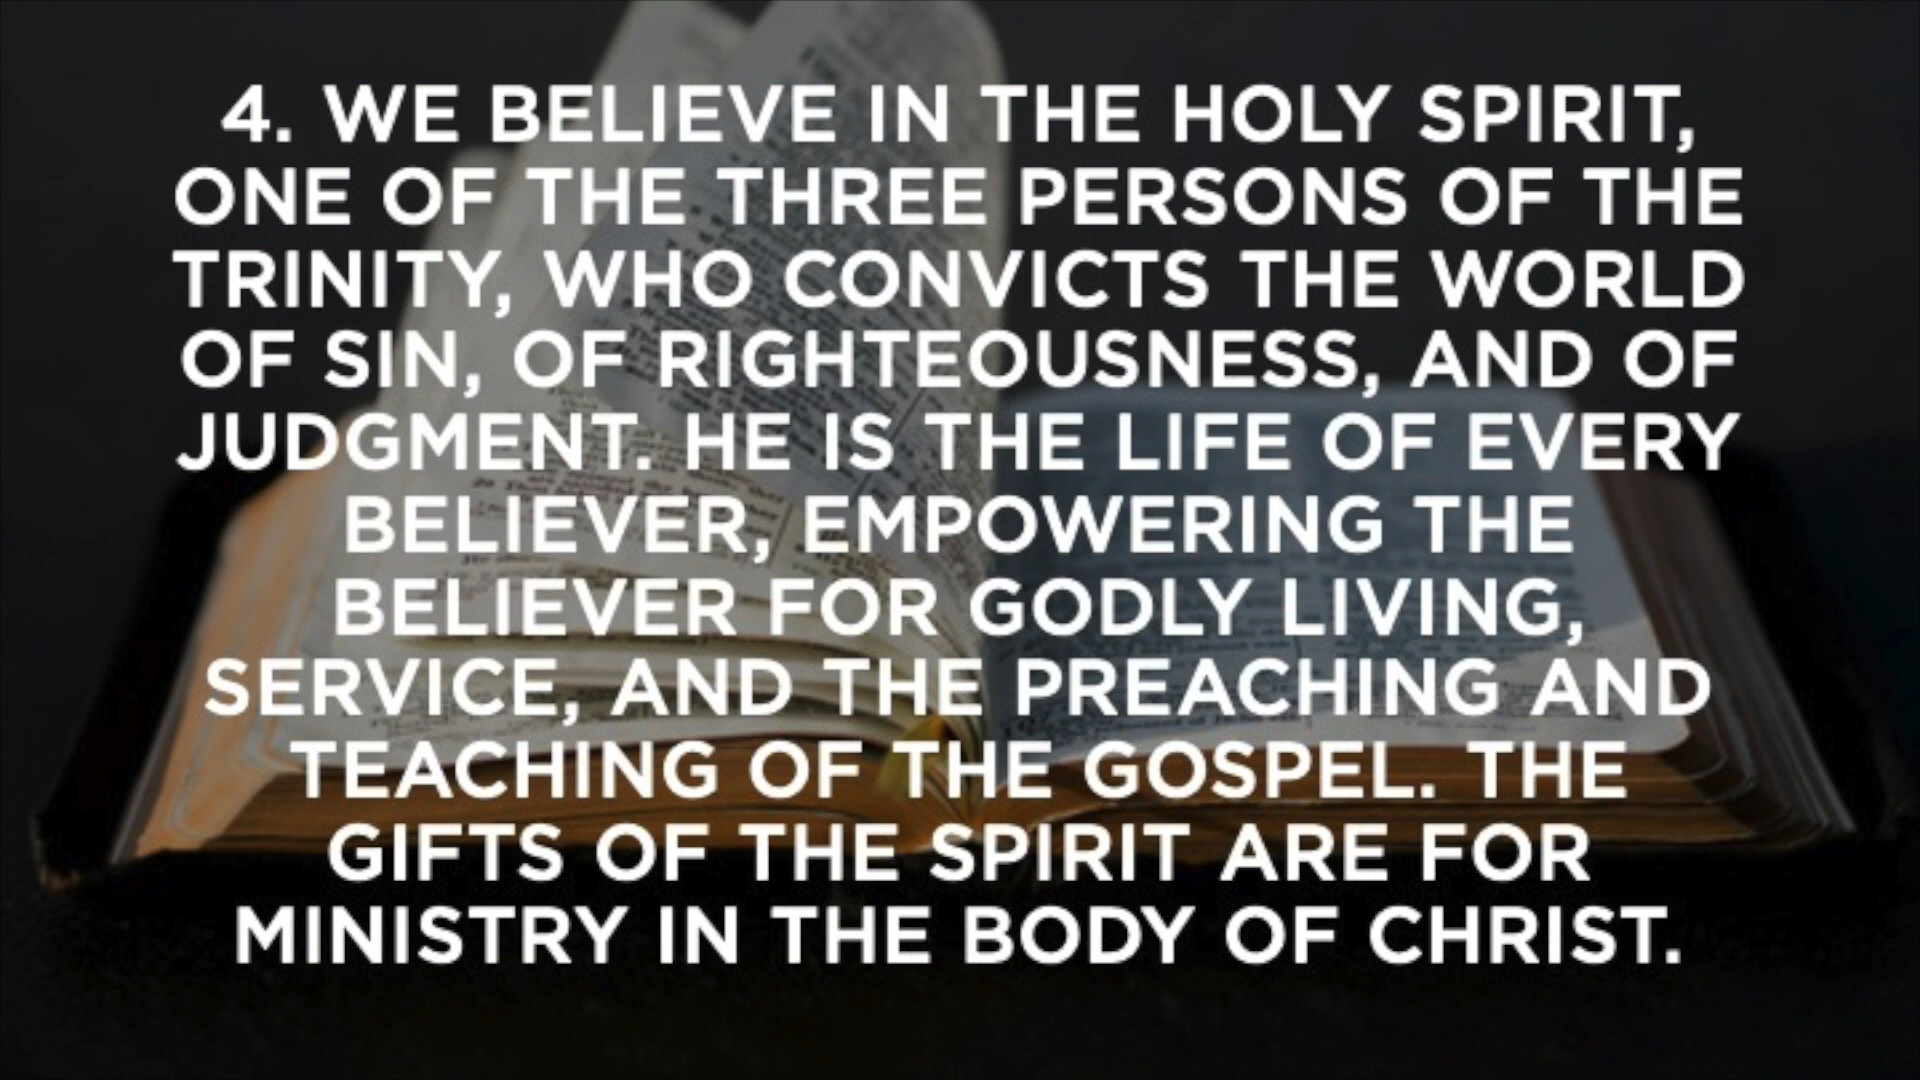 4. WE BELIEVE IN THE HOLY SPIRIT,
ONE OF THE THREE PERSONS OF THE
TRINITY, WHO CONVICTS THE WORLD
OF SIN, OF RIGHTEOUSNESS, AND OF
JUDGMENT. HE IS THE LIFE OF EVERY
BELIEVER, EMPOWERING THE
BELIEVER FOR GODLY LIVING,
SERVICE, AND THE PREACHING AND
TEACHING OF THE GOSPEL. THE
GIFTS OF THE SPIRIT ARE FOR
MINISTRY IN THE BODY OF CHRIST.